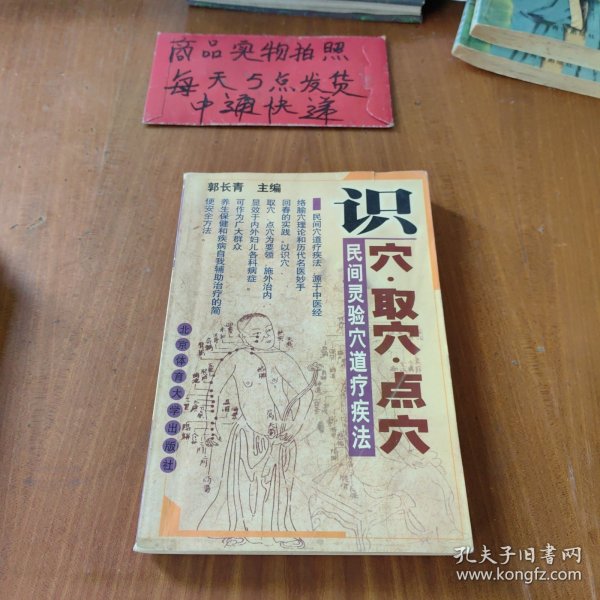 商品实物拍照
每天5点发货
中通快递
郭长青 主编
识
穴·取穴·点穴
民间灵验穴道疗疾法
民间穴道疗疾法,源于中医经
络腧穴理论和历代名医妙手
回春的实践。以识穴、
取穴、点穴为要领,施外治内,
显效于内外妇儿各科病症,
可作为广大群众
养生保健和疾病自我辅助治疗的简
便安全方法。
北京体育大学出版社
孔夫子旧书网
www.kongfz.com